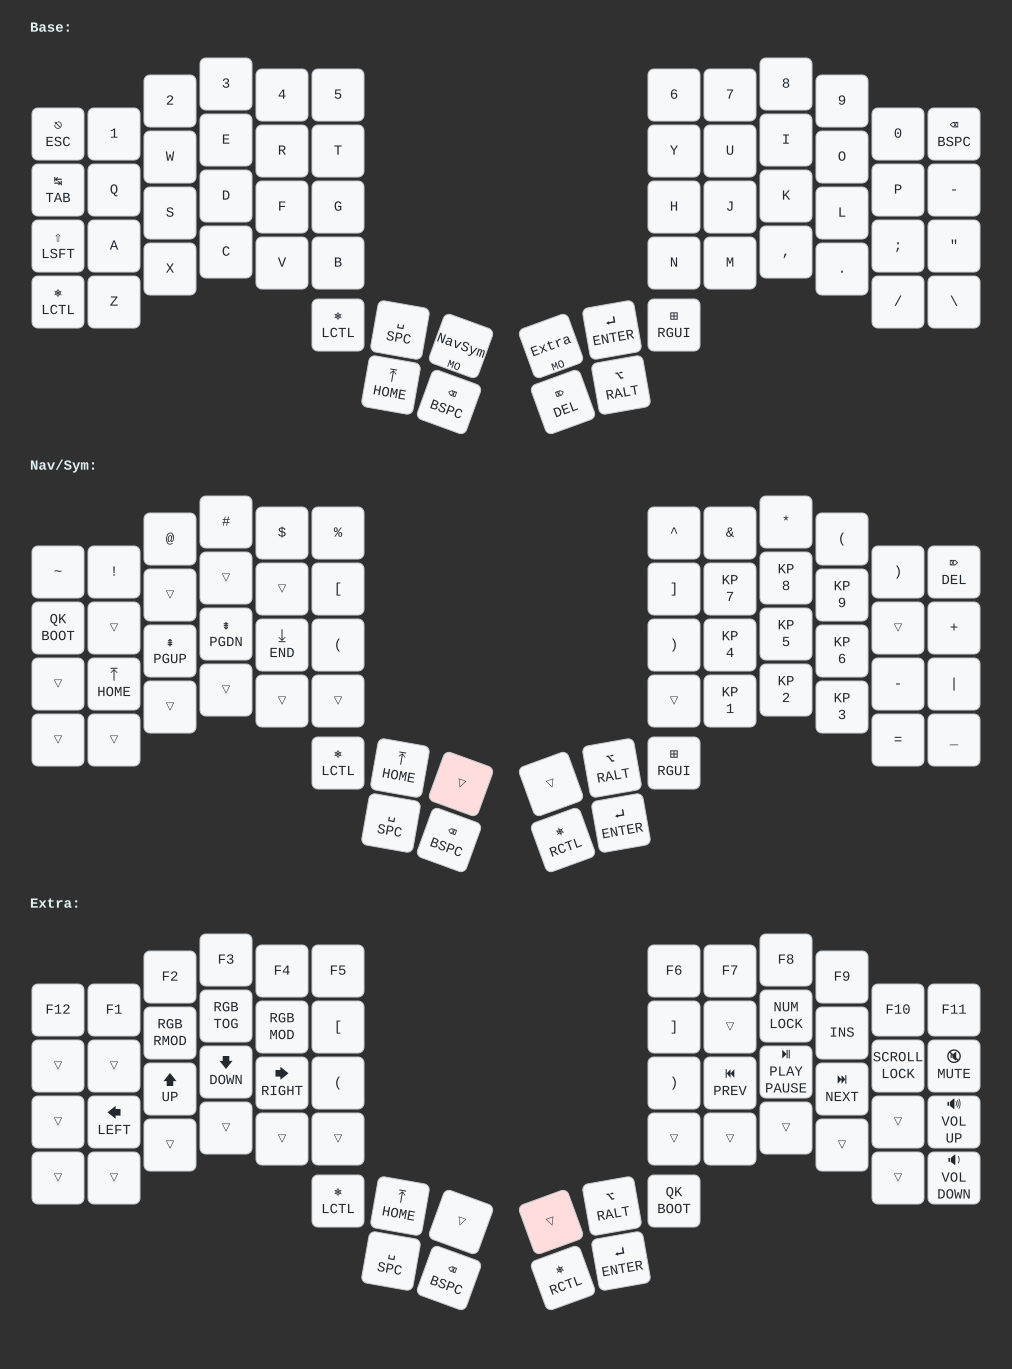 Base:
3 8
2 4 5 6 7 9
⎋ ESC 1 0 ⌫ BSPC
E I
W R T Y U O
↹ TAB Q P -
D K
S F G H J L
⇧ LSFT A ; "
C ,
X V B N M .
⎈ LCTL Z / \
⎈ LCTL ␣ SPC NavSym MO Extra MO ↵ ENTER ⊞ RGUI
⤒ HOME ⌫ BSPC ⌦ DEL ⌥ RALT
Nav/Sym:
# *
@ $ % ^ & (
~ ! ) ⌦ DEL
▽ KP 8
▽ ▽ [ ] KP 7 KP 9
QK BOOT ▽ ▽ +
⇟ PGDN KP 5
⇞ PGUP ⤓ END ( ) KP 4 KP 6
▽ ⤒ HOME - |
▽ KP 2
▽ ▽ ▽ ▽ KP 1 KP 3
▽ ▽ = _
⎈ LCTL ⤒ HOME ▽ ▽ ⌥ RALT ⊞ RGUI
␣ SPC ⌫ BSPC ⎈ RCTL ↵ ENTER
Extra:
F3 F8
F2 F4 F5 F6 F7 F9
F12 F1 F10 F11
RGB TOG NUM LOCK
RGB RMOD RGB MOD [ ] ▽ INS
▽ ▽ SCROLL LOCK MUTE
DOWN PLAY PAUSE
UP RIGHT ( ) PREV NEXT
▽ LEFT ▽ VOL UP
▽ ▽
▽ ▽ ▽ ▽ ▽ ▽
▽ ▽ ▽ VOL DOWN
⎈ LCTL ⤒ HOME ▽ ▽ ⌥ RALT QK BOOT
␣ SPC ⌫ BSPC ⎈ RCTL ↵ ENTER